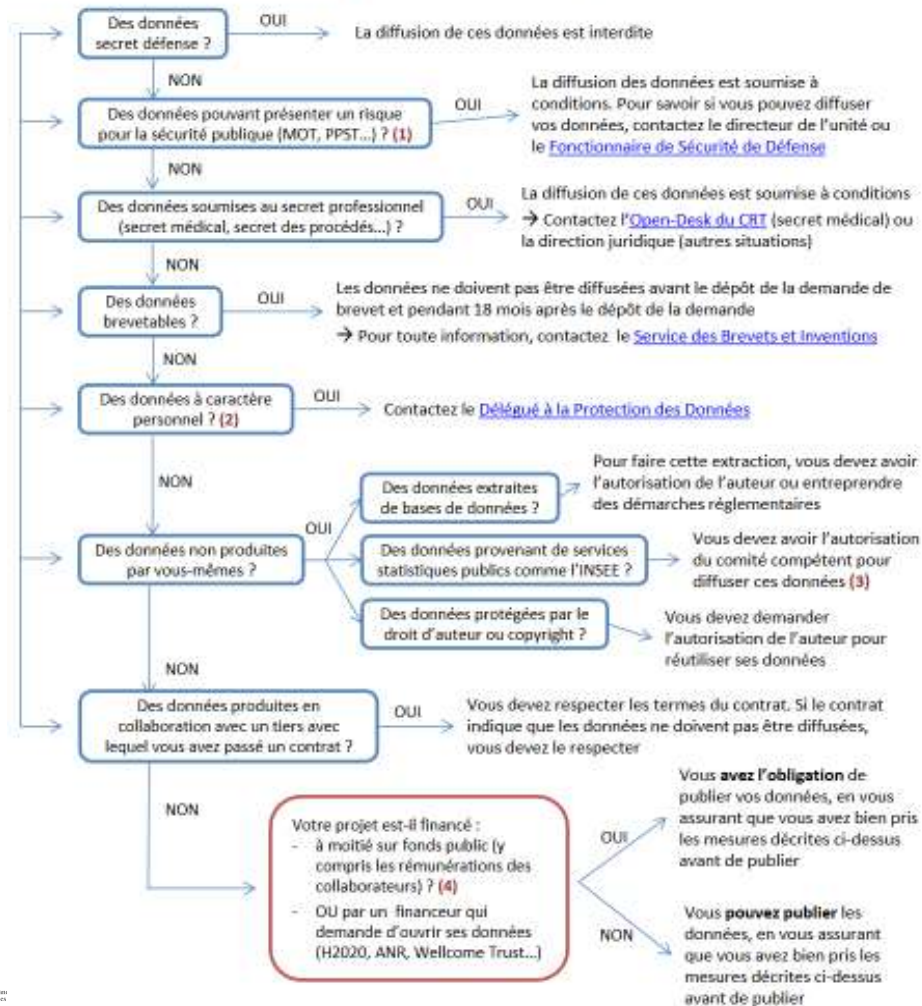 Des données
secret défense ?
OUI
La diffusion de ces données est interdite
NON
Des données pouvant présenter un risque
pour la sécurité publique (MOT, PPST...) ? (1)
OUI
La diffusion des données est soumise à
conditions. Pour savoir si vous pouvez diffuser
vos données, contactez le directeur de l'unité ou
le Fonctionnaire de Sécurité de Défense
NON
Des données soumises au secret professionnel
(secret médical, secret des procédés...) ?
OUI
La diffusion de ces données est soumise à conditions
→ Contactez l'Open-Desk du CRT (secret médical) ou
la direction juridique (autres situations)
NON
Des données
brevetables ?
OUI
Les données ne doivent pas être diffusées avant le dépôt de la demande de
brevet et pendant 18 mois après le dépôt de la demande
→ Pour toute information, contactez le Service des Brevets et Inventions
NON
Des données à caractère
personnel ? (2)
OUI
Contactez le Délégué à la Protection des Données
NON
Des données non produites
par vous-mêmes ?
OUI
Des données extraites
de bases de données ?
Pour faire cette extraction, vous devez avoir
l'autorisation de l'auteur ou entreprendre
des démarches réglementaires
Des données provenant de services
statistiques publics comme l'INSEE ?
Vous devez avoir l'autorisation
du comité compétent pour
diffuser ces données (3)
Des données protégées par le
droit d'auteur ou copyright ?
Vous devez demander
l'autorisation de l'auteur pour
réutiliser ses données
NON
Des données produites en
collaboration avec un tiers avec
lequel vous avez passé un contrat ?
OUI
Vous devez respecter les termes du contrat. Si le contrat
indique que les données ne doivent pas être diffusées,
vous devez le respecter
NON
Votre projet est-il financé :
- à moitié sur fonds public (y
compris les rémunérations des
collaborateurs) ? (4)
- OU par un financeur qui
demande d'ouvrir ses données
(H2020, ANR, Wellcome Trust...)
OUI
Vous avez l'obligation de
publier vos données, en vous
assurant que vous avez bien pris
les mesures décrites ci-dessus
avant de publier
NON
Vous pouvez publier les
données, en vous assurant
que vous avez bien pris les
mesures décrites ci-dessus
avant de publier